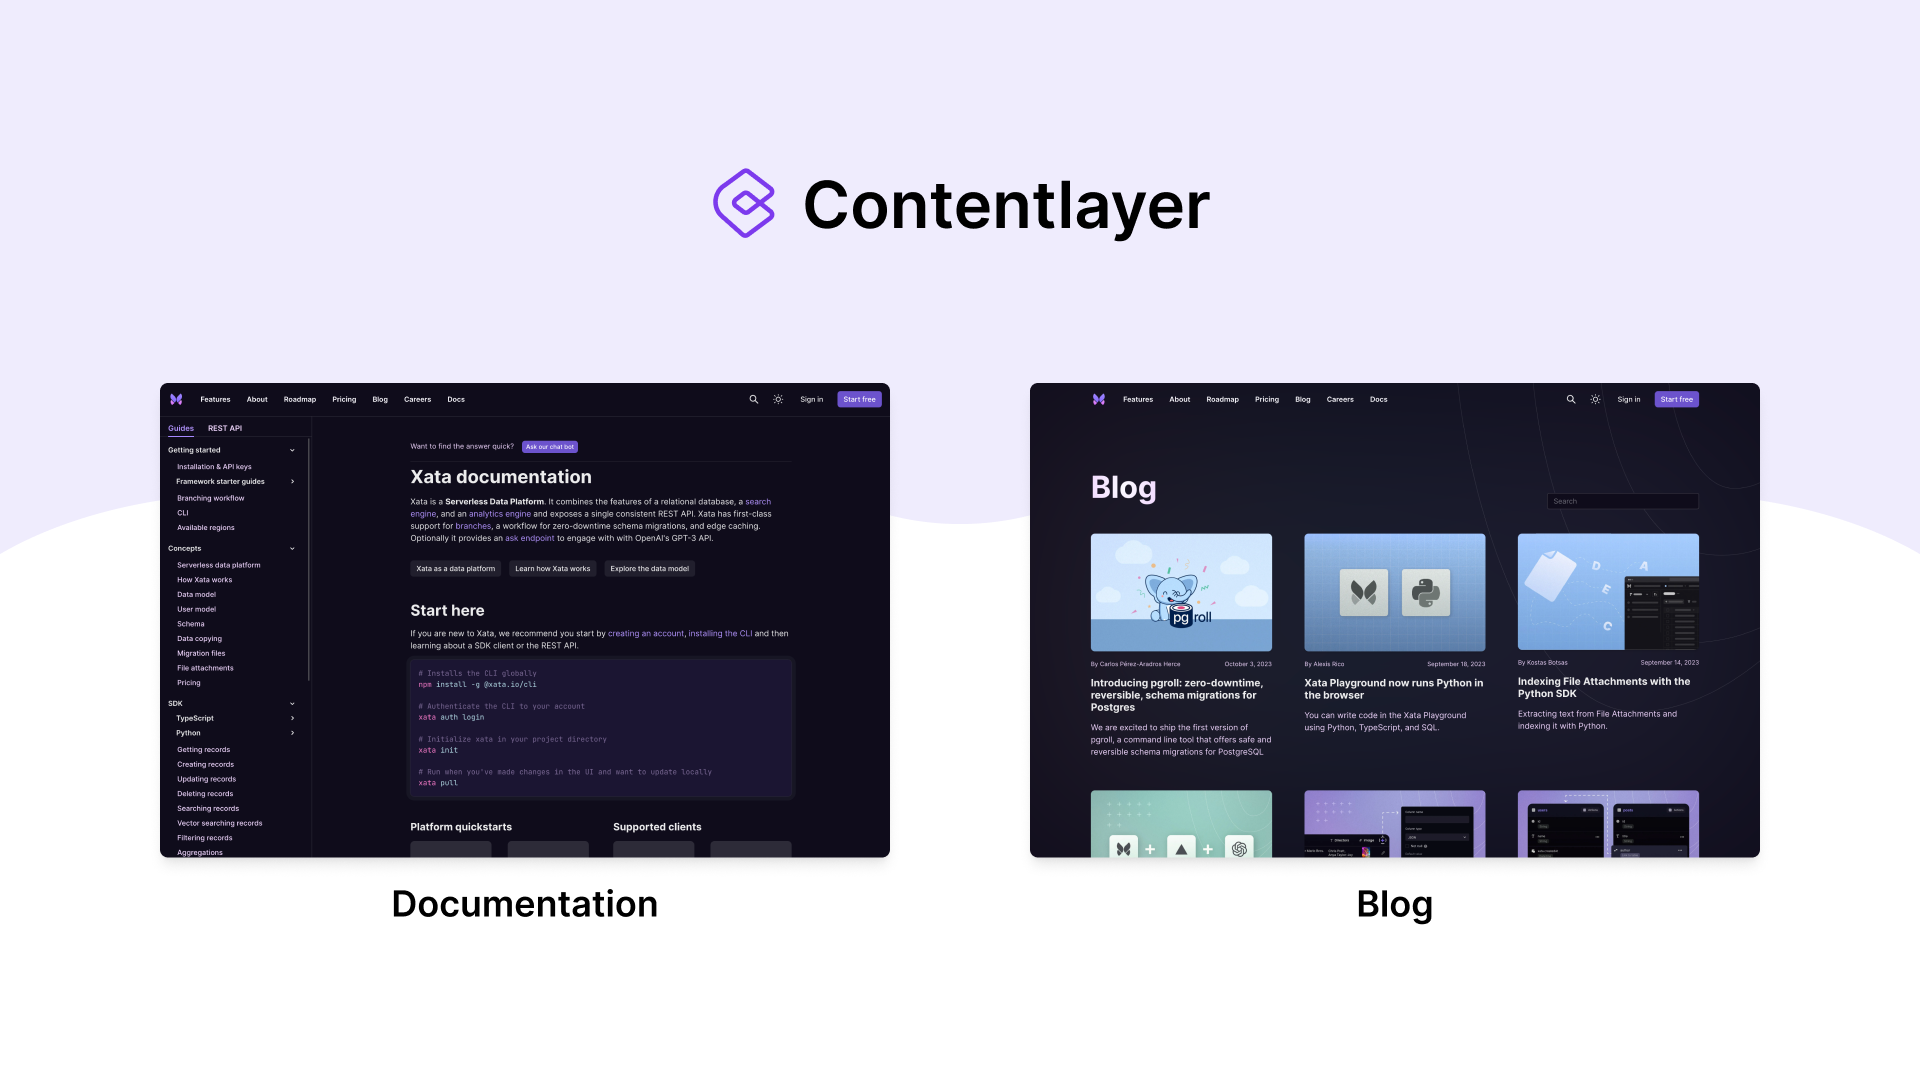 Contentlayer
Features About Roadmap Pricing Blog Careers Docs Sign in Start free
Guides REST API
Getting started
Installation & API keys
Framework starter guides
Branching workflow
CLI
Available regions
Concepts
Serverless data platform
How Xata works
Data model
User model
Schema
Data copying
Migration files
File attachments
Pricing
SDK
TypeScript
Python
Getting records
Creating records
Updating records
Deleting records
Searching records
Vector searching records
Filtering records
Aggregations
Want to find the answer quick? Ask our chat bot
Xata documentation
Xata is a Serverless Data Platform. It combines the features of a relational database, a search
engine, and an analytics engine and exposes a single consistent REST API. Xata has first-class
support for branches, a workflow for zero-downtime schema migrations, and edge caching.
Optionally it provides an ask endpoint to engage with with OpenAI's GPT-3 API.
Xata as a data platform Learn how Xata works Explore the data model
Start here
If you are new to Xata, we recommend you start by creating an account, installing the CLI and then
learning about a SDK client or the REST API.
# Installs the CLI globally
npm install -g @xata.io/cli
# Authenticate the CLI to your account
xata auth login
# Initialize xata in your project directory
xata init
# Run when you've made changes in the UI and want to update locally
xata pull
Platform quickstarts Supported clients
Documentation
Features About Roadmap Pricing Blog Careers Docs Sign in Start free
Blog
Search
pgroll
By Carlos Pérez-Aradros Herce October 3, 2023
Introducing pgroll: zero-downtime,
reversible, schema migrations for
Postgres
We are excited to ship the first version of
pgroll, a command line tool that offers safe and
reversible schema migrations for PostgreSQL
By Alexis Rico September 18, 2023
Xata Playground now runs Python in
the browser
You can write code in the Xata Playground
using Python, TypeScript, and SQL.
D A
E
C
By Kostas Botsas September 14, 2023
Indexing File Attachments with the
Python SDK
Extracting text from File Attachments and
indexing it with Python.
Blog